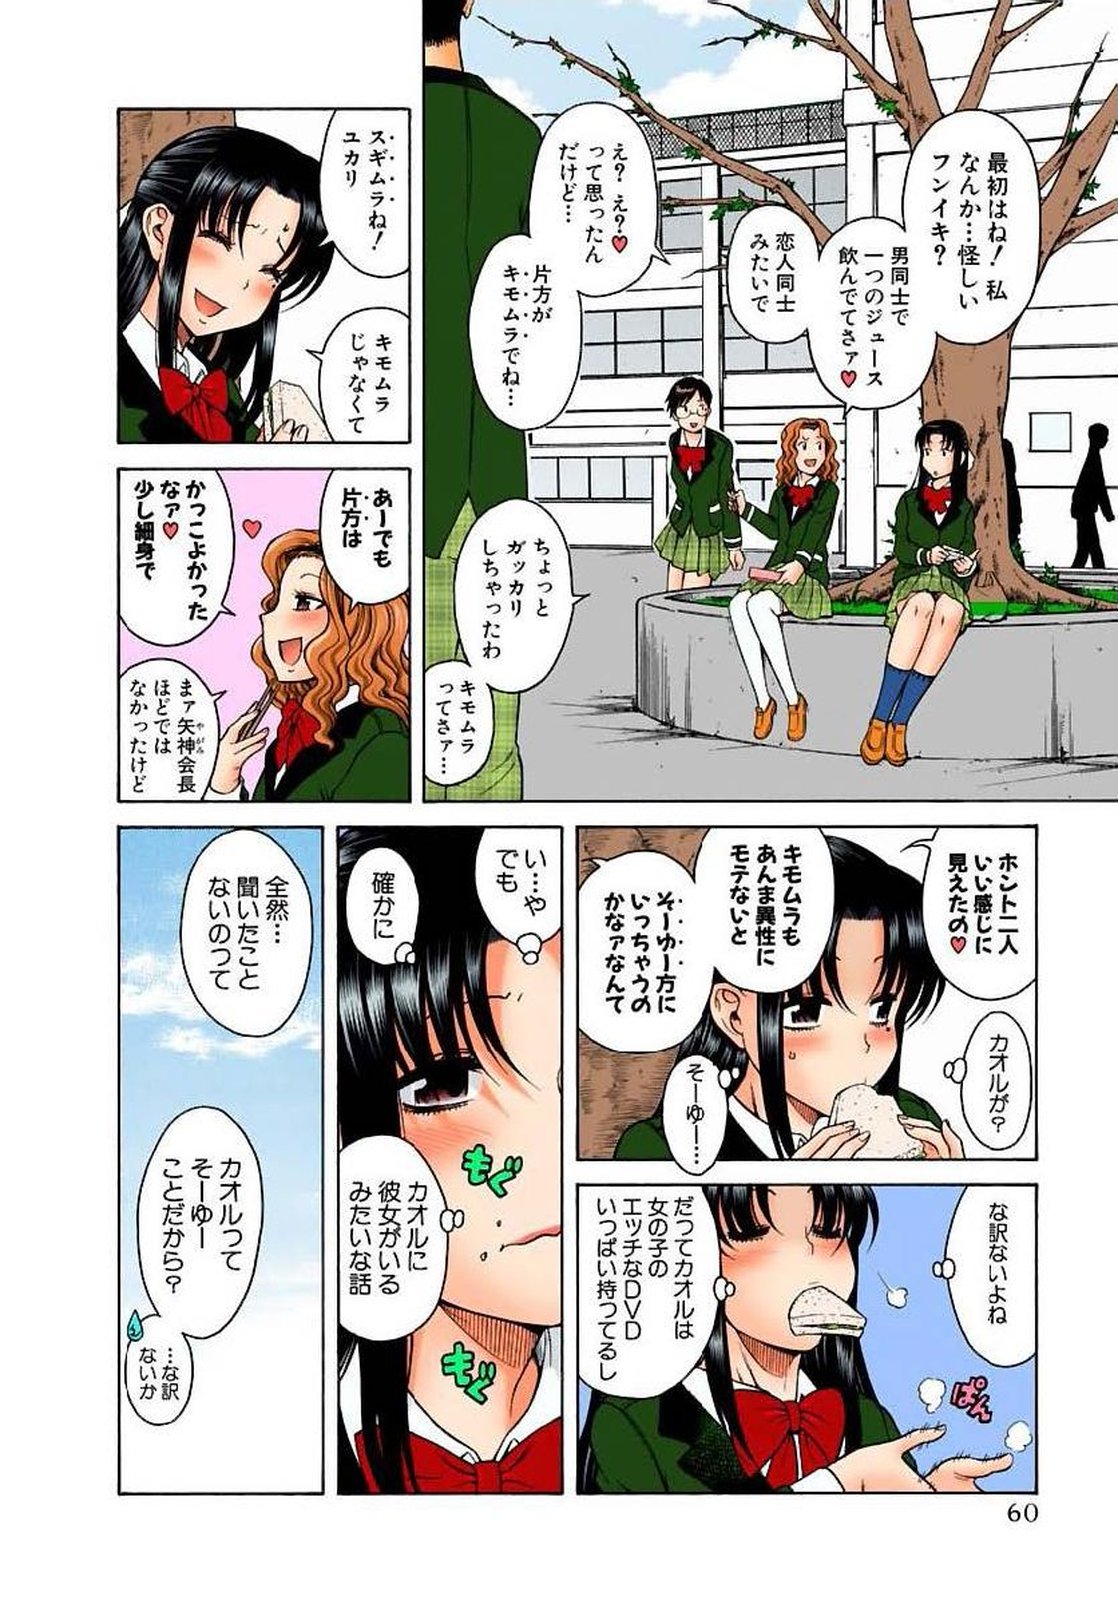 最初はね！私
なんか…怪しい
フンイキ？
男同士で
一つのジュース
飲んでてさァ♥
恋人同士
みたいで
え？え？♥
って思ったん
だけど…
片方が
キモムラでね…
ちょっと
ガッカリ
しちゃったわ
キモムラ
ってさァ…
スギムラね！
ユカリ
キモムラ
じゃなくて
あーでも
片方は
かっこよかった
なァ♥
少し細身で
まァ矢神会長
やがみ
ほどでは
なかったけど
ホント二人
いい感じに
見えたの♥
キモムラも
あんま異性に
モテないと
そーゆー方に
いっちゃうの
かなァなんて
そーゆー…
カオルが？
な訳ないよね
だってカオルは
女の子の
エッチなDVD
いっぱい持ってるし
ぱん
い…や
でも
確かに
カオルに
彼女がいる
みたいな話
もぐ
もぐ
全然…
聞いたこと
ないのって
カオルって
そーゆー
ことだから？
…な訳
ないか
60